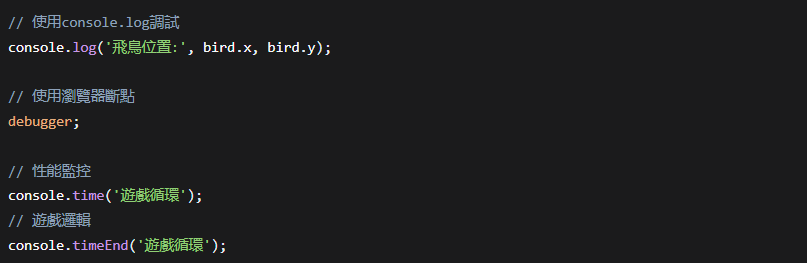 // 使用console.log調試
console.log('飛鳥位置:', bird.x, bird.y);
// 使用瀏覽器斷點
debugger;
// 性能監控
console.time('遊戲循環');
// 遊戲邏輯
console.timeEnd('遊戲循環');